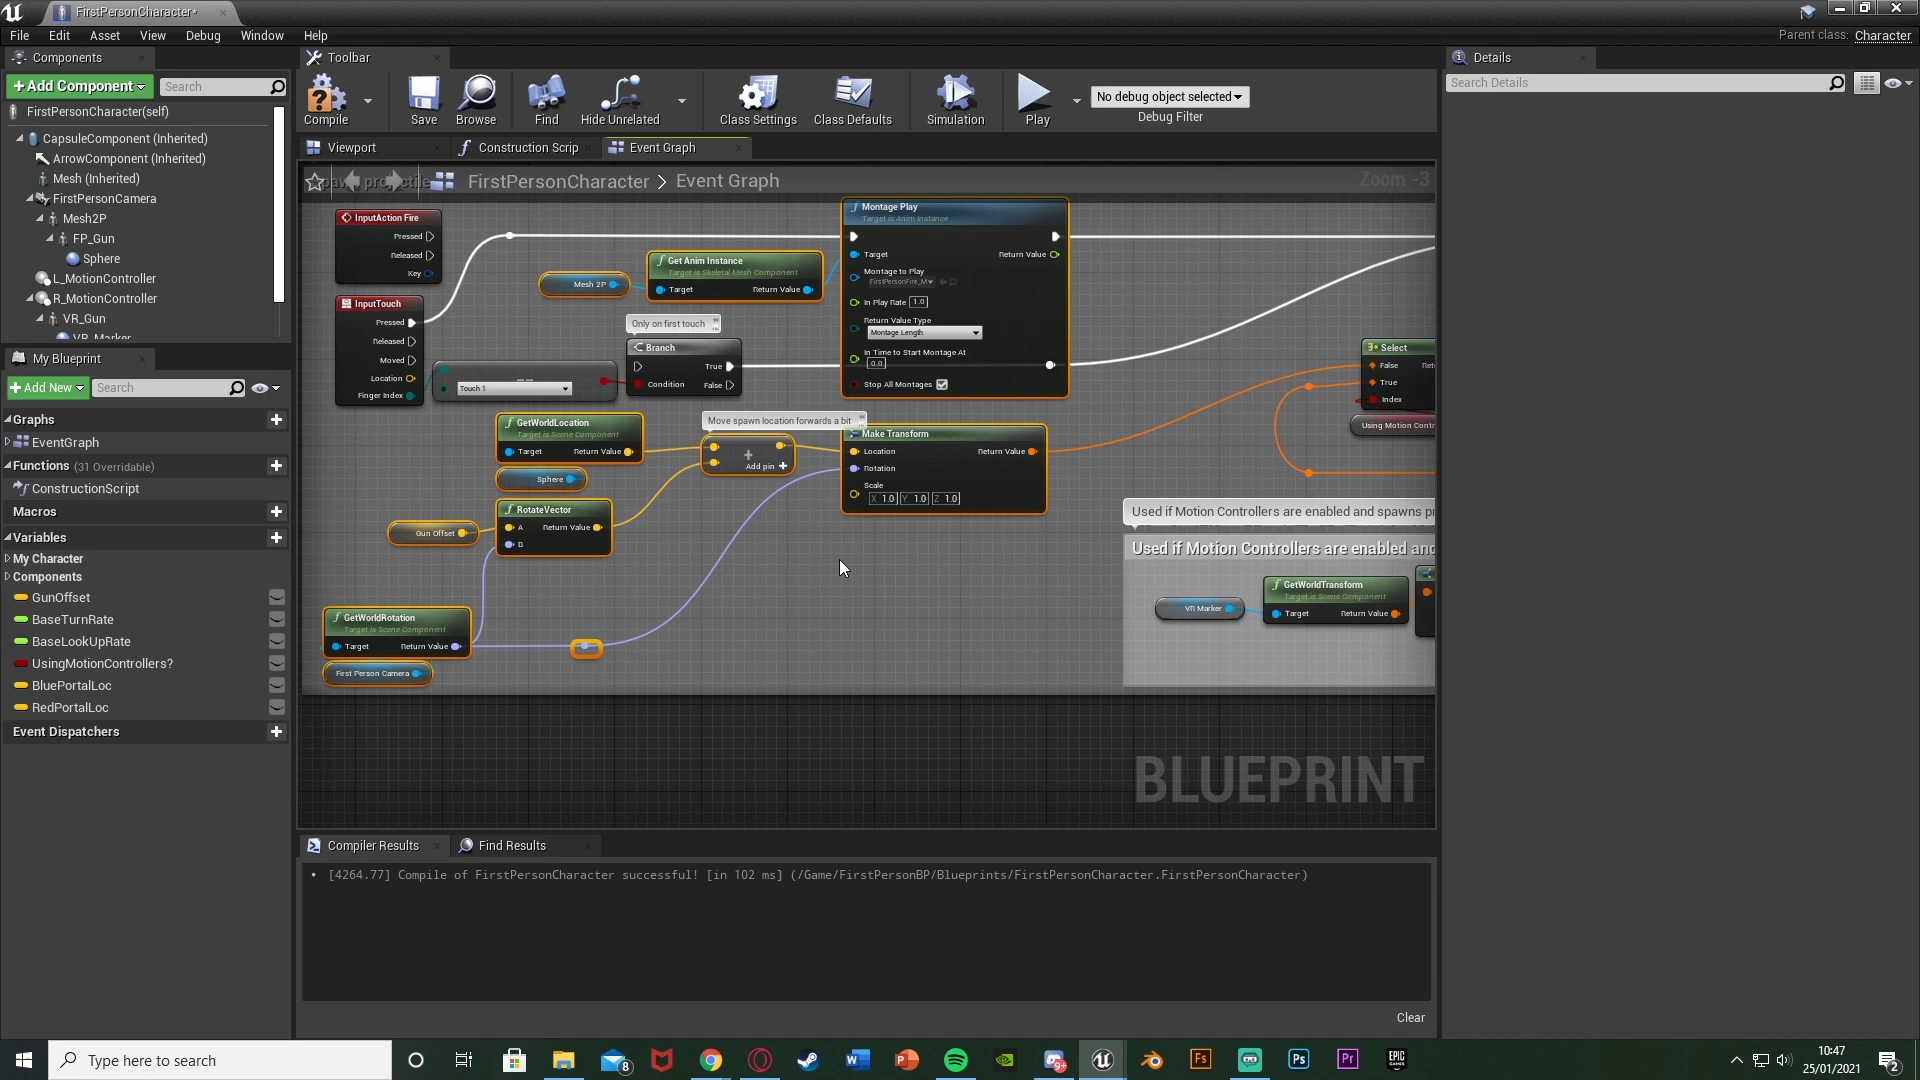 FirstPersonCharacter*
File Edit Asset View Debug Window Help
Parent class: Character
Components
Toolbar
Details
+Add Component
Search
Search Details
FirstPersonCharacter(self)
CapsuleComponent (Inherited)
ArrowComponent (Inherited)
Mesh (Inherited)
FirstPersonCamera
Mesh2P
FP_Gun
Sphere
L_MotionController
R_MotionController
VR_Gun
VR_Marker
Compile
Save
Browse
Find
Hide Unrelated
Class Settings
Class Defaults
Simulation
Play
No debug object selected
Debug Filter
Viewport
Construction Scrip
Event Graph
FirstPersonCharacter > Event Graph
Zoom -3
My Blueprint
+Add New
Search
Graphs
EventGraph
Functions (31 Overridable)
ConstructionScript
Macros
Variables
My Character
Components
GunOffset
BaseTurnRate
BaseLookUpRate
UsingMotionControllers?
BluePortalLoc
RedPortalLoc
Event Dispatchers
InputAction Fire
Pressed
Released
Key
InputTouch
Pressed
Released
Moved
Location
Finger Index
Touch 1
Mesh 2P
Get Anim Instance
Target is Skeletal Mesh Component
Target Return Value
Only on first touch
Branch
True
Condition False
Montage Play
Target is Anim Instance
Target Return Value
Montage to Play
FirstPersonFire_M
In Play Rate 1.0
Return Value Type
Montage Length
In Time to Start Montage At
0.0
Stop All Montages
GetWorldLocation
Target is Scene Component
Target Return Value
Sphere
Move spawn location forwards a bit
Add pin +
RotateVector
A Return Value
B
Gun Offset
Make Transform
Location Return Value
Rotation
Scale
X 1.0 Y 1.0 Z 1.0
GetWorldRotation
Target is Scene Component
Target Return Value
First Person Camera
Select
False
True
Index
Using Motion Contr
Used if Motion Controllers are enabled and spawns pr
Used if Motion Controllers are enabled and
VR Marker
GetWorldTransform
Target is Scene Component
Target Return Value
BLUEPRINT
Compiler Results
Find Results
[4264.77] Compile of FirstPersonCharacter successful! [in 102 ms] (/Game/FirstPersonBP/Blueprints/FirstPersonCharacter.FirstPersonCharacter)
Clear
Type here to search
10:47
25/01/2021